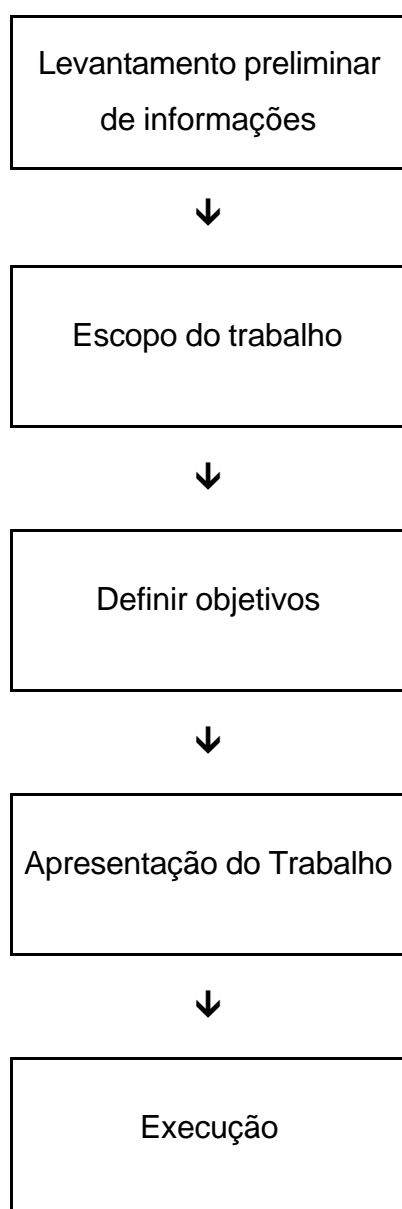 Levantamento preliminar
de informações
Escopo do trabalho
Definir objetivos
Apresentação do Trabalho
Execução